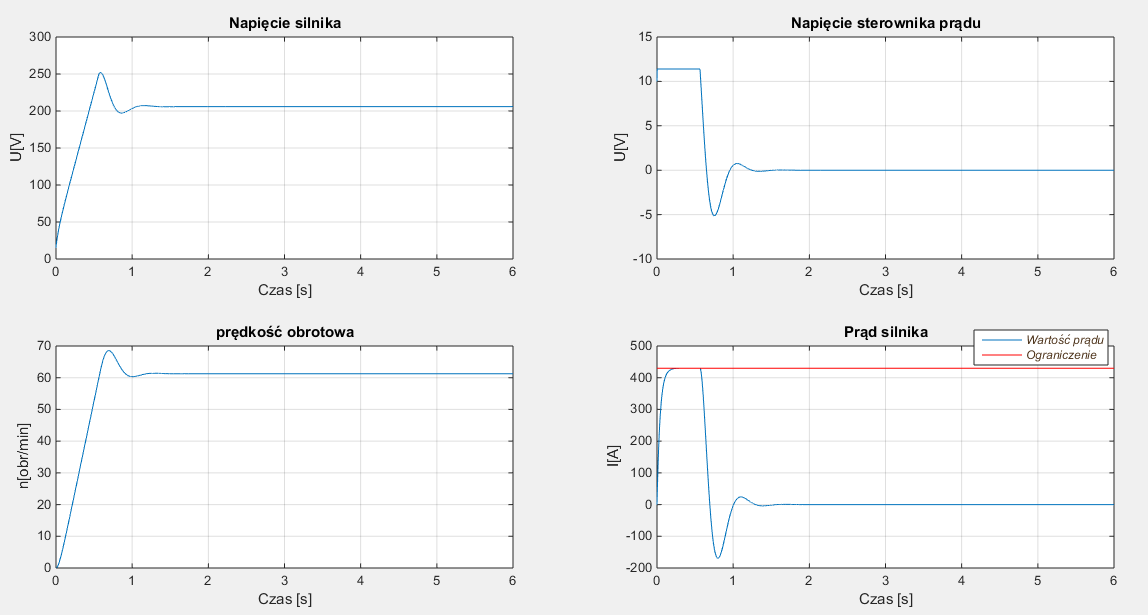 Napięcie silnika
300
250
200
150
100
50
0
U[V]
0 1 2 3 4 5 6
Czas [s]
Napięcie sterownika prądu
15
10
5
0
-5
-10
U[V]
0 1 2 3 4 5 6
Czas [s]
prędkość obrotowa
70
60
50
40
30
20
10
0
n[obr/min]
0 1 2 3 4 5 6
Czas [s]
Prąd silnika
Wartość prądu
Ograniczenie
500
400
300
200
100
0
-100
-200
I[A]
0 1 2 3 4 5 6
Czas [s]